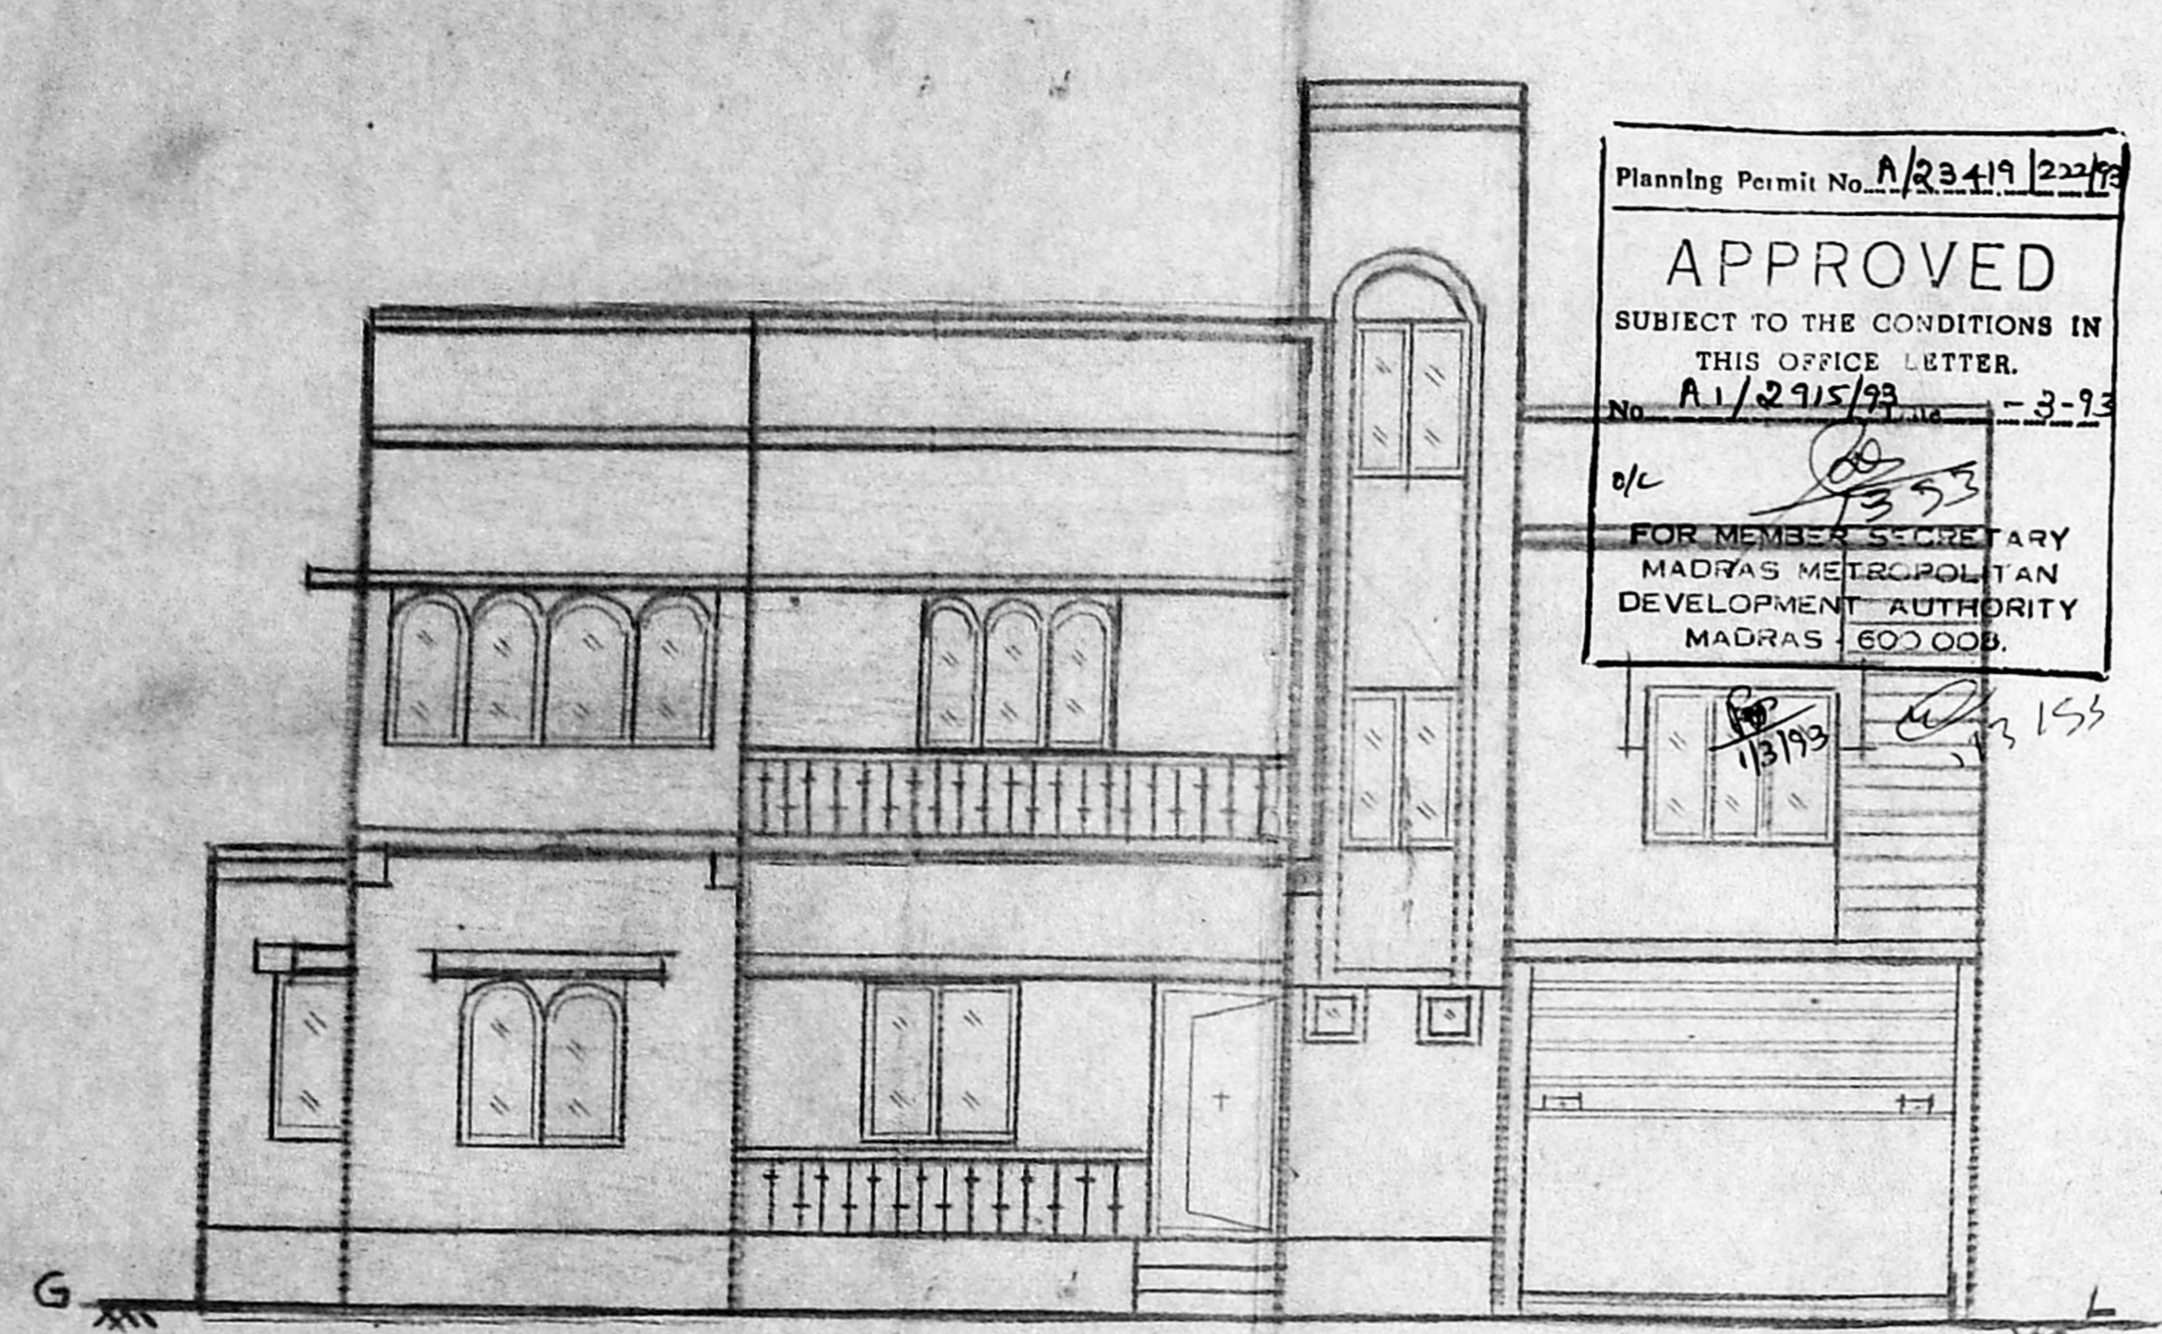 Planning Permit No. A/23419/222/93
APPROVED
SUBJECT TO THE CONDITIONS IN
THIS OFFICE LETTER.
No A1/2915/93 -3-93
o/c
FOR MEMBER SECRETARY
MADRAS METROPOLITAN
DEVELOPMENT AUTHORITY
MADRAS - 600 008.
1/3/93
G L